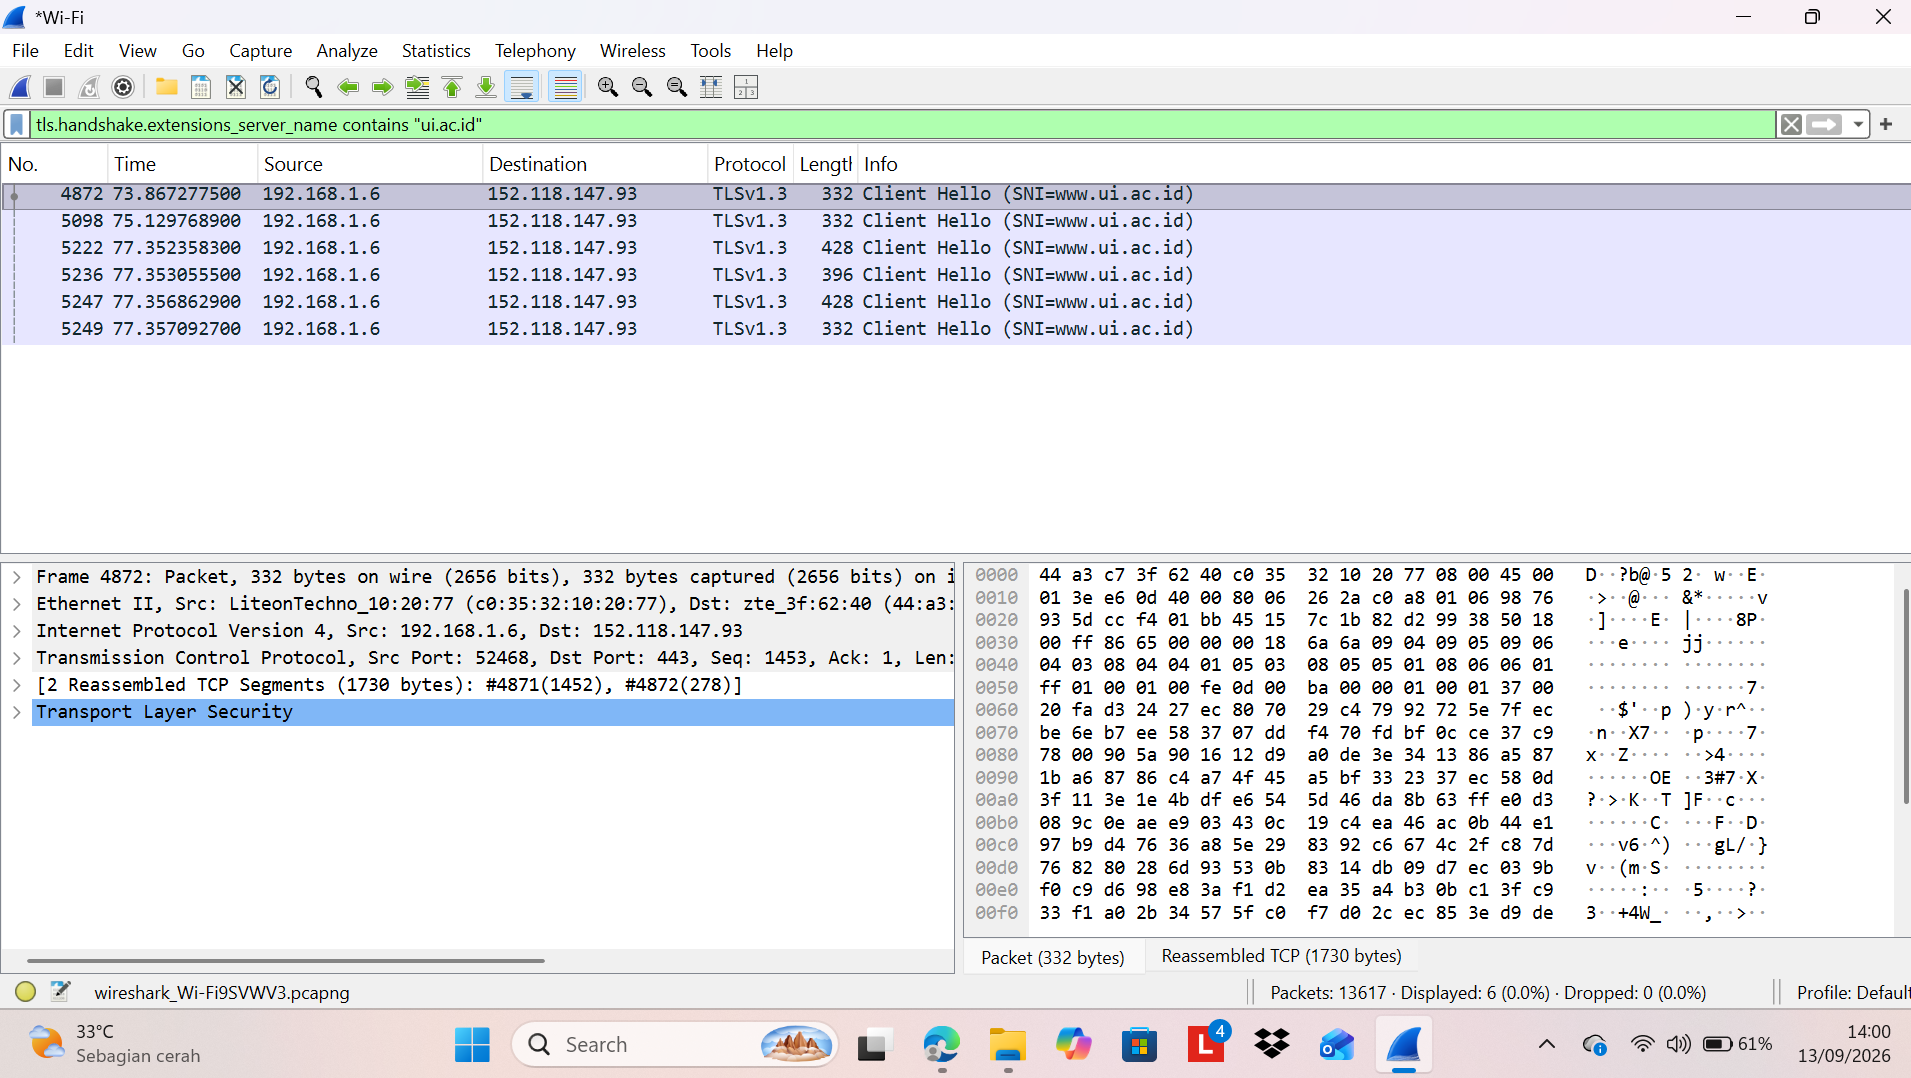 *Wi-Fi
File Edit View Go Capture Analyze Statistics Telephony Wireless Tools Help
tls.handshake.extensions_server_name contains "ui.ac.id"
No. Time Source Destination Protocol Length Info
4872 73.867277500 192.168.1.6 152.118.147.93 TLSv1.3 332 Client Hello (SNI=www.ui.ac.id)
5098 75.129768900 192.168.1.6 152.118.147.93 TLSv1.3 332 Client Hello (SNI=www.ui.ac.id)
5222 77.352358300 192.168.1.6 152.118.147.93 TLSv1.3 428 Client Hello (SNI=www.ui.ac.id)
5236 77.353055500 192.168.1.6 152.118.147.93 TLSv1.3 396 Client Hello (SNI=www.ui.ac.id)
5247 77.356862900 192.168.1.6 152.118.147.93 TLSv1.3 428 Client Hello (SNI=www.ui.ac.id)
5249 77.357092700 192.168.1.6 152.118.147.93 TLSv1.3 332 Client Hello (SNI=www.ui.ac.id)
Frame 4872: Packet, 332 bytes on wire (2656 bits), 332 bytes captured (2656 bits) on i
Ethernet II, Src: LiteonTechno_10:20:77 (c0:35:32:10:20:77), Dst: zte_3f:62:40 (44:a3:
Internet Protocol Version 4, Src: 192.168.1.6, Dst: 152.118.147.93
Transmission Control Protocol, Src Port: 52468, Dst Port: 443, Seq: 1453, Ack: 1, Len:
[2 Reassembled TCP Segments (1730 bytes): #4871(1452), #4872(278)]
Transport Layer Security
0000 44 a3 c7 3f 62 40 c0 35 32 10 20 77 08 00 45 00 D··?b@·5 2· w··E·
0010 01 3e e6 0d 40 00 80 06 26 2a c0 a8 01 06 98 76 ·>··@··· &*·····v
0020 93 5d cc f4 01 bb 45 15 7c 1b 82 d2 99 38 50 18 ·]····E· |····8P·
0030 00 ff 86 65 00 00 00 18 6a 6a 09 04 09 05 09 06 ···e···· jj······
0040 04 03 08 04 04 01 05 03 08 05 05 01 08 06 06 01 ········ ········
0050 ff 01 00 01 00 fe 0d 00 ba 00 00 01 00 01 37 00 ········ ······7·
0060 20 fa d3 24 27 ec 80 70 29 c4 79 92 72 5e 7f ec  ··$'··p )·y·r^··
0070 be 6e b7 ee 58 37 07 dd f4 70 fd bf 0c ce 37 c9 ·n··X7·· ·p····7·
0080 78 00 90 5a 90 16 12 d9 a0 de 3e 34 13 86 a5 87 x··Z···· ··>4····
0090 1b a6 87 86 c4 a7 4f 45 a5 bf 33 23 37 ec 58 0d ······OE ··3#7·X·
00a0 3f 11 3e 1e 4b df e6 54 5d 46 da 8b 63 ff e0 d3 ?·>·K··T ]F··c···
00b0 08 9c 0e ae e9 03 43 0c 19 c4 ea 46 ac 0b 44 e1 ······C· ···F··D·
00c0 97 b9 d4 76 36 a8 5e 29 83 92 c6 67 4c 2f c8 7d ···v6·^) ···gL/·}
00d0 76 82 80 28 6d 93 53 0b 83 14 db 09 d7 ec 03 9b v··(m·S· ········
00e0 f0 c9 d6 98 e8 3a f1 d2 ea 35 a4 b3 0b c1 3f c9 ·····:·· ·5····?·
00f0 33 f1 a0 2b 34 57 5f c0 f7 d0 2c ec 85 3e d9 de 3··+4W_· ··,··>··
Packet (332 bytes) Reassembled TCP (1730 bytes)
wireshark_Wi-Fi9SVWV3.pcapng Packets: 13617 · Displayed: 6 (0.0%) · Dropped: 0 (0.0%) Profile: Default
33°C
Sebagian cerah
Search
4
61%
14:00
13/09/2026